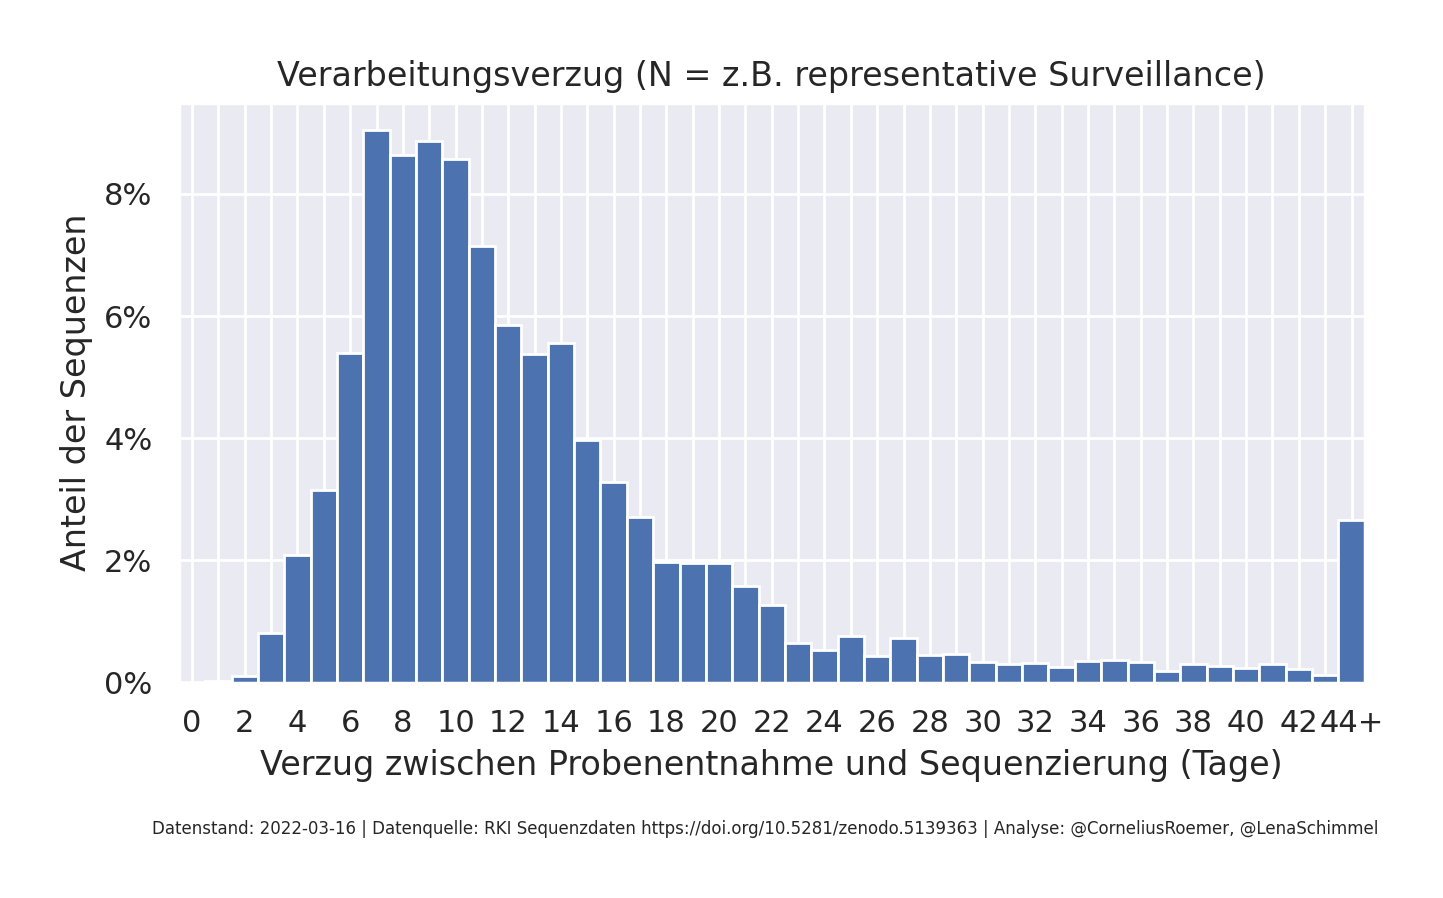 Verarbeitungsverzug (N = z.B. representative Surveillance)
Anteil der Sequenzen
8%
6%
4%
2%
0%
0 2 4 6 8 10 12 14 16 18 20 22 24 26 28 30 32 34 36 38 40 42 44+
Verzug zwischen Probenentnahme und Sequenzierung (Tage)
Datenstand: 2022-03-16 | Datenquelle: RKI Sequenzdaten https://doi.org/10.5281/zenodo.5139363 | Analyse: @CorneliusRoemer, @LenaSchimmel